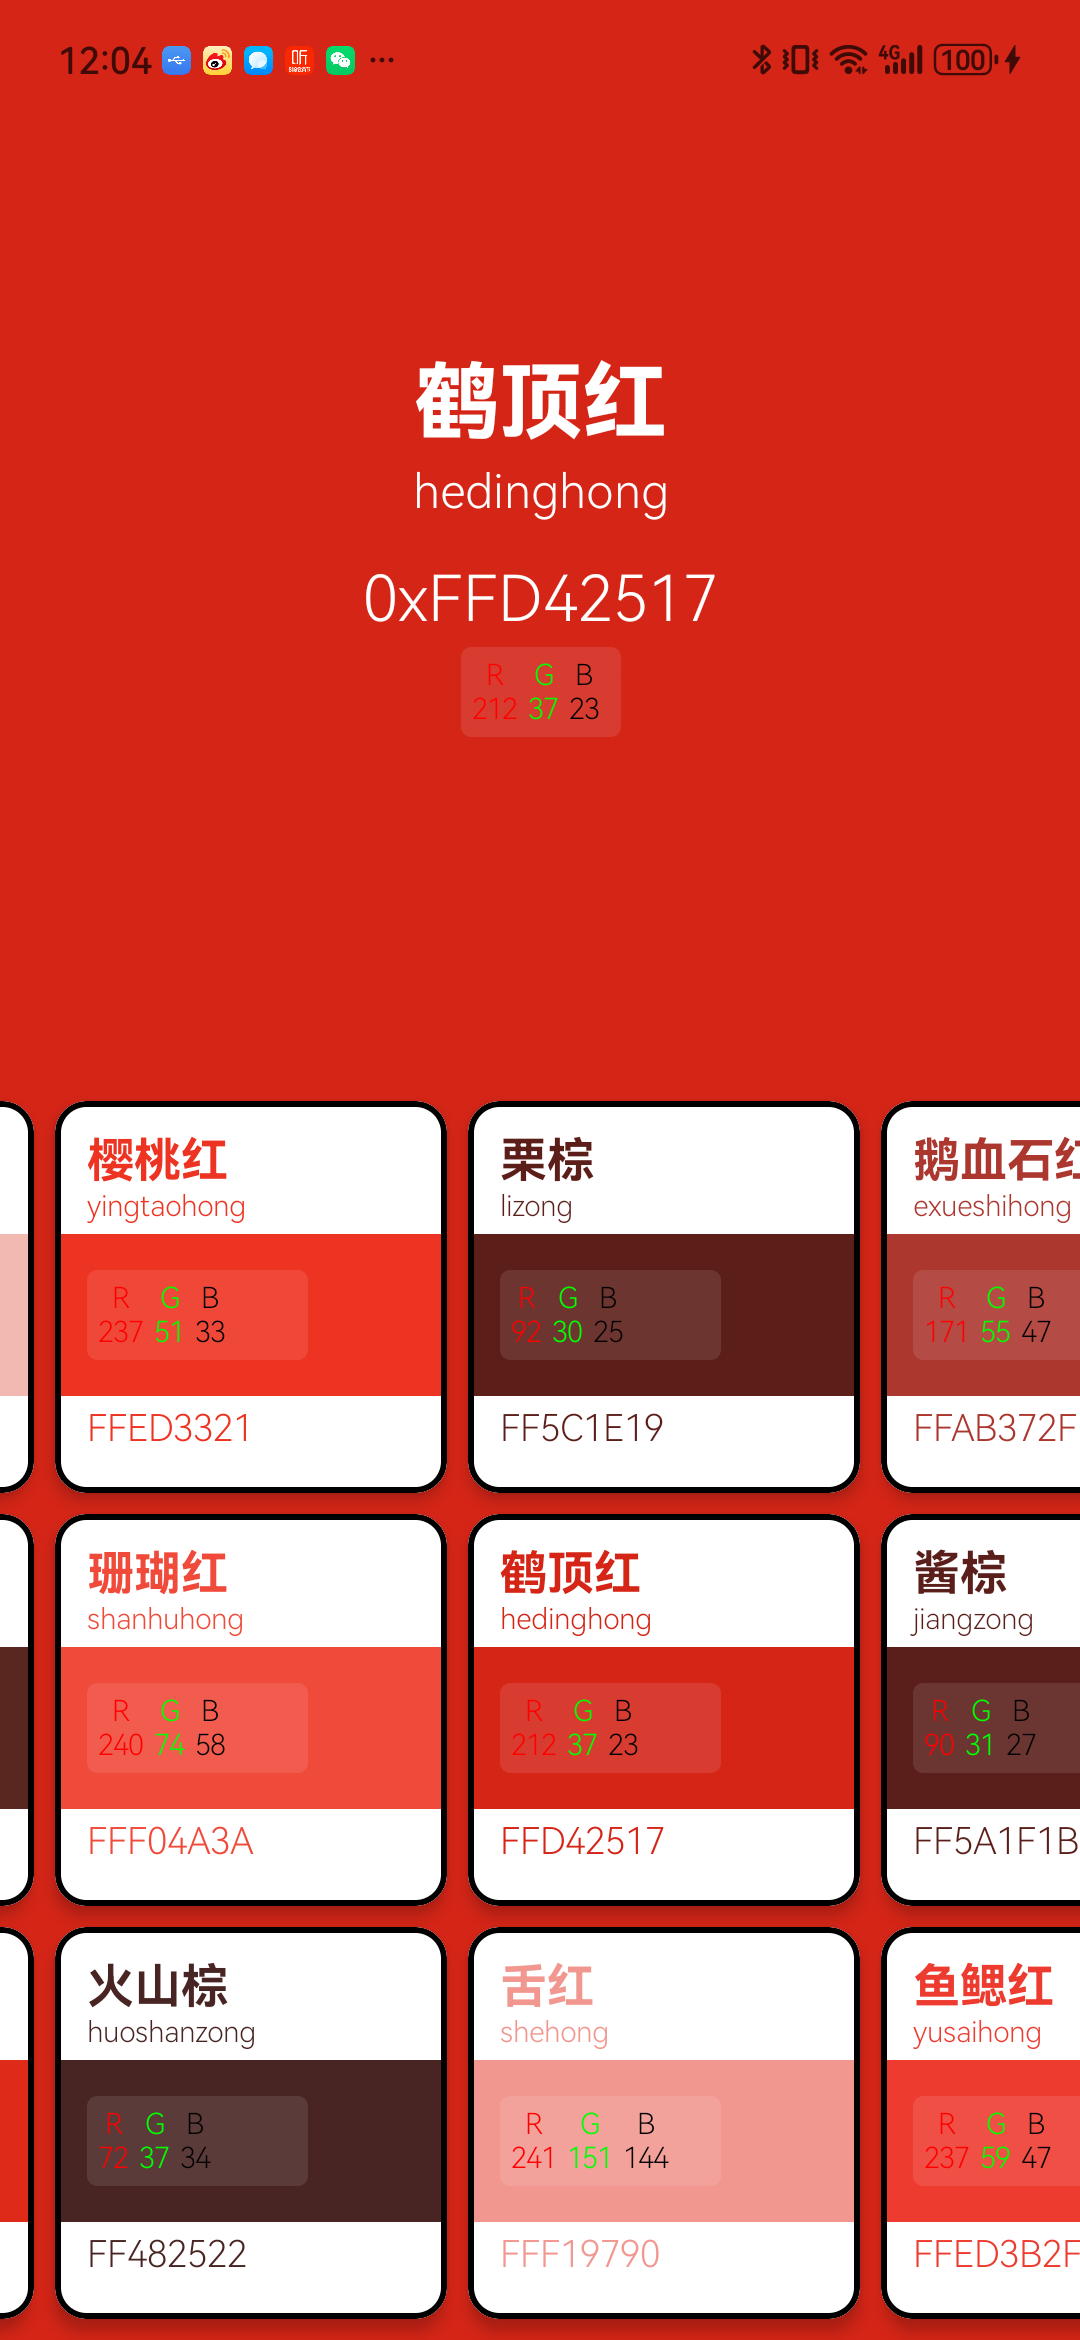 12:04
4G
100
鹤顶红
hedinghong
0xFFD42517
R G B
212 37 23
樱桃红
yingtaohong
R G B
237 51 33
FFED3321
栗棕
lizong
R G B
92 30 25
FF5C1E19
鹅血石红
exueshihong
R G B
171 55 47
FFAB372F
珊瑚红
shanhuhong
R G B
240 74 58
FFF04A3A
鹤顶红
hedinghong
R G B
212 37 23
FFD42517
酱棕
jiangzong
R G B
90 31 27
FF5A1F1B
火山棕
huoshanzong
R G B
72 37 34
FF482522
舌红
shehong
R G B
241 151 144
FFF19790
鱼鳃红
yusaihong
R G B
237 59 47
FFED3B2F